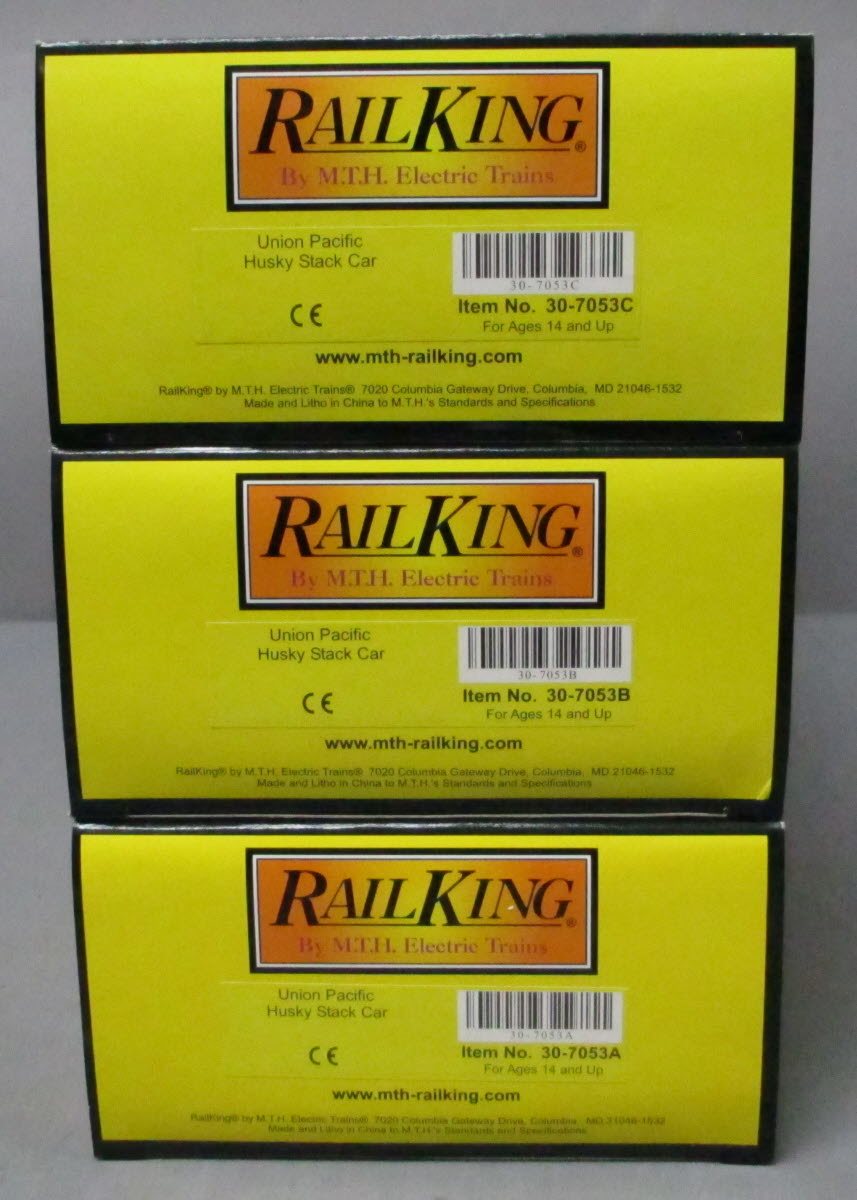 RAILKING®
By M.T.H. Electric Trains
Union Pacific
Husky Stack Car
30-7053C
CE
Item No. 30-7053C
For Ages 14 and Up
www.mth-railking.com
RailKing® by M.T.H. Electric Trains® 7020 Columbia Gateway Drive, Columbia, MD 21046-1532
Made and Litho in China to M.T.H.'s Standards and Specifications
RAILKING®
By M.T.H. Electric Trains
Union Pacific
Husky Stack Car
30-7053B
CE
Item No. 30-7053B
For Ages 14 and Up
www.mth-railking.com
RailKing® by M.T.H. Electric Trains® 7020 Columbia Gateway Drive, Columbia, MD 21046-1532
Made and Litho in China to M.T.H.'s Standards and Specifications
RAILKING®
By M.T.H. Electric Trains
Union Pacific
Husky Stack Car
30-7053A
CE
Item No. 30-7053A
For Ages 14 and Up
www.mth-railking.com
RailKing® by M.T.H. Electric Trains® 7020 Columbia Gateway Drive, Columbia, MD 21046-1532
Made and Litho in China to M.T.H.'s Standards and Specifications